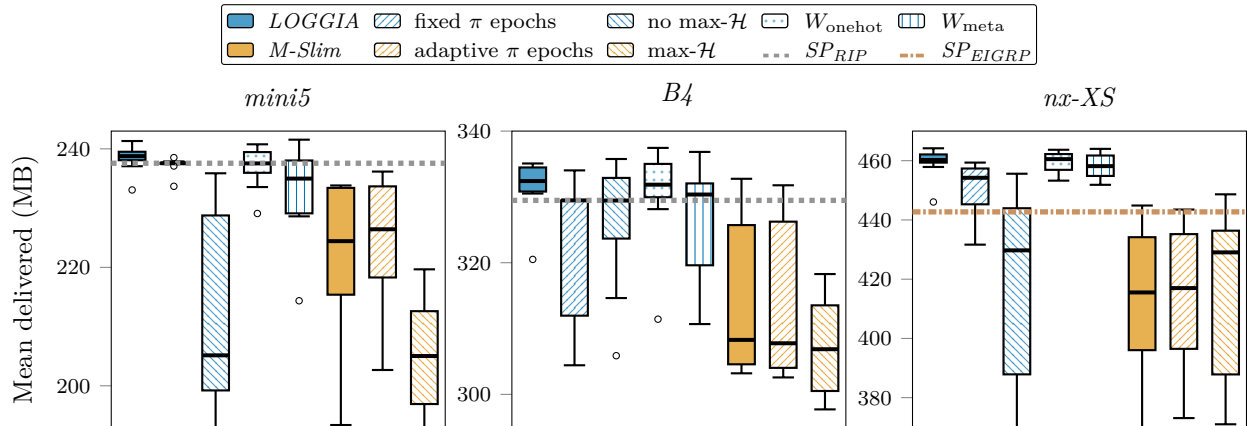 LOGGIA fixed π epochs no max-ℋ W_onehot W_meta
M-Slim adaptive π epochs max-ℋ SP_RIP SP_EIGRP
mini5 B4 nx-XS
Mean delivered (MB)
240
220
200
340
320
300
460
440
420
400
380